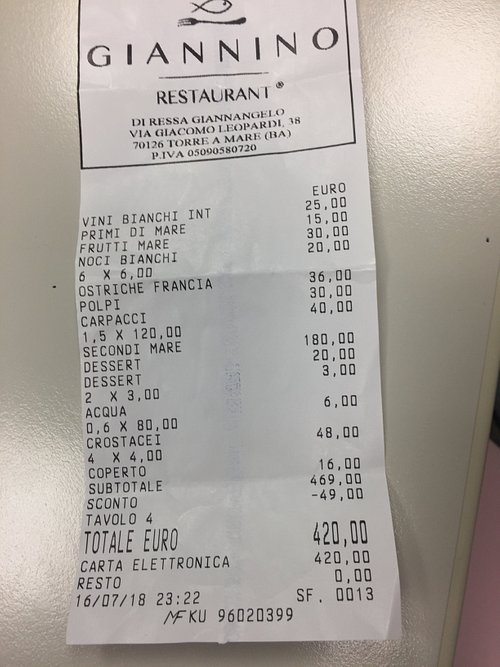 GIANNINO
RESTAURANT ®
DI RESSA GIANNANGELO
VIA GIACOMO LEOPARDI, 38
70126 TORRE A MARE (BA)
P.IVA 05090580720
EURO
VINI BIANCHI INT 25,00
PRIMI DI MARE 15,00
FRUTTI MARE 30,00
NOCI BIANCHI 20,00
6 X 6,00
OSTRICHE FRANCIA 36,00
POLPI 30,00
CARPACCI 40,00
1,5 X 120,00
SECONDI MARE 180,00
DESSERT 20,00
DESSERT 3,00
2 X 3,00
ACQUA 6,00
0,6 X 80,00
CROSTACEI 48,00
4 X 4,00
COPERTO 16,00
SUBTOTALE 469,00
SCONTO -49,00
TAVOLO 4
TOTALE EURO 420,00
CARTA ELETTRONICA 420,00
RESTO 0,00
16/07/18 23:22 SF. 0013
MF KU 96020399